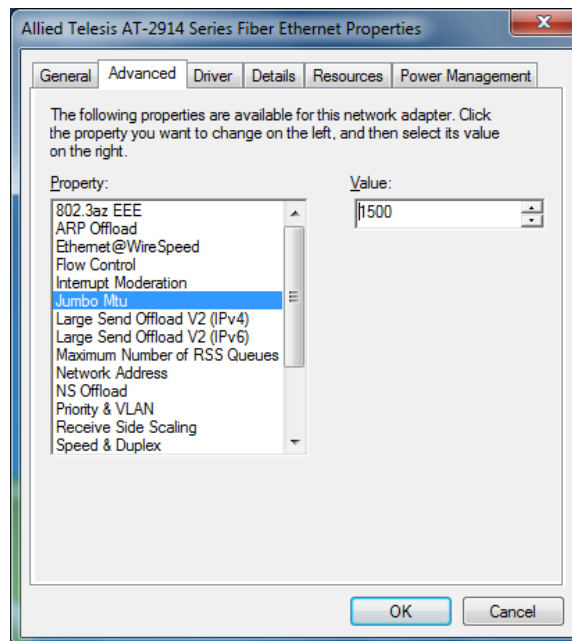 Allied Telesis AT-2914 Series Fiber Ethernet Properties
General Advanced Driver Details Resources Power Management
The following properties are available for this network adapter. Click
the property you want to change on the left, and then select its value
on the right.
Property:
802.3az EEE
ARP Offload
Ethernet@WireSpeed
Flow Control
Interrupt Moderation
Jumbo Mtu
Large Send Offload V2 (IPv4)
Large Send Offload V2 (IPv6)
Maximum Number of RSS Queues
Network Address
NS Offload
Priority & VLAN
Receive Side Scaling
Speed & Duplex
Value:
1500
OK Cancel